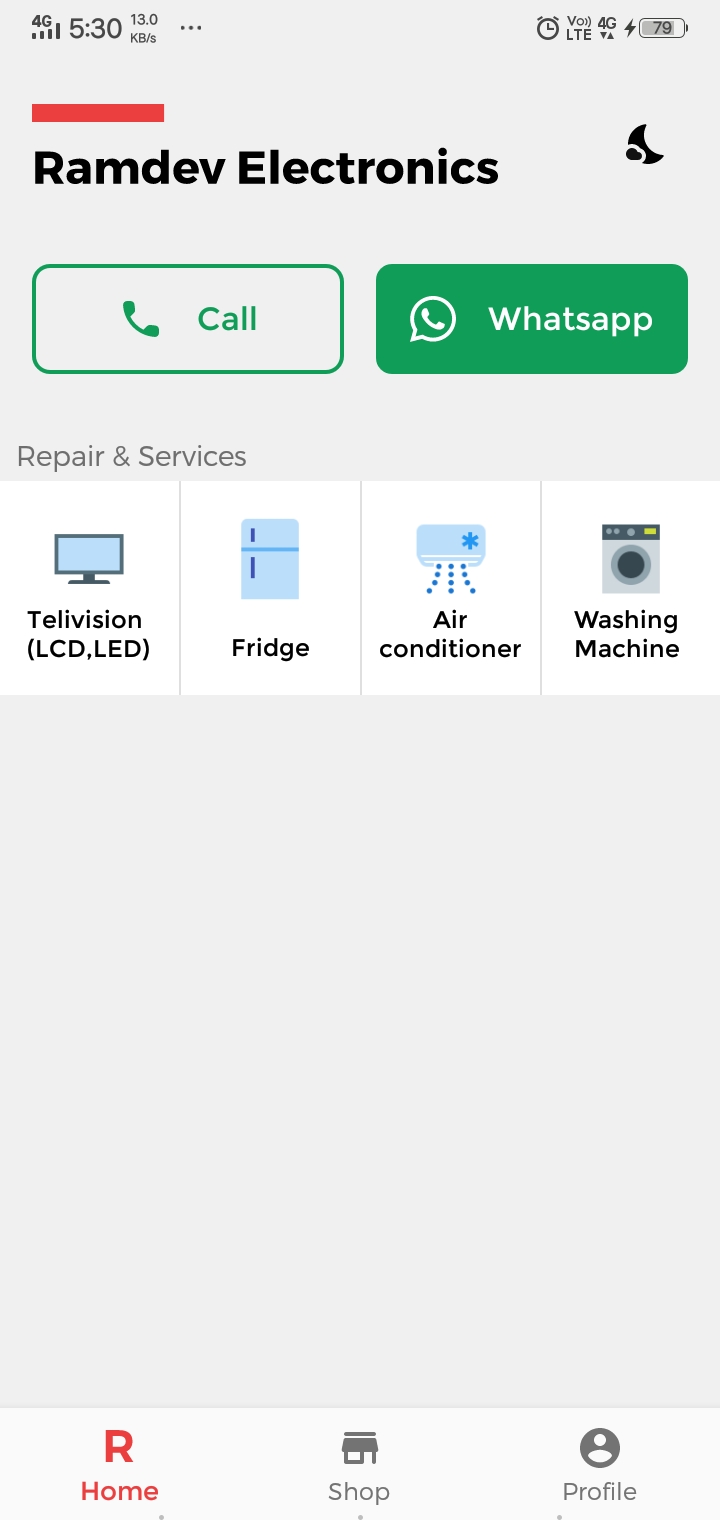 4G 5:30 13.0 KB/s ... Vo)) LTE 4G 79
Ramdev Electronics
Call Whatsapp
Repair & Services
Telivision (LCD,LED)
Fridge
Air conditioner
Washing Machine
R
Home Shop Profile